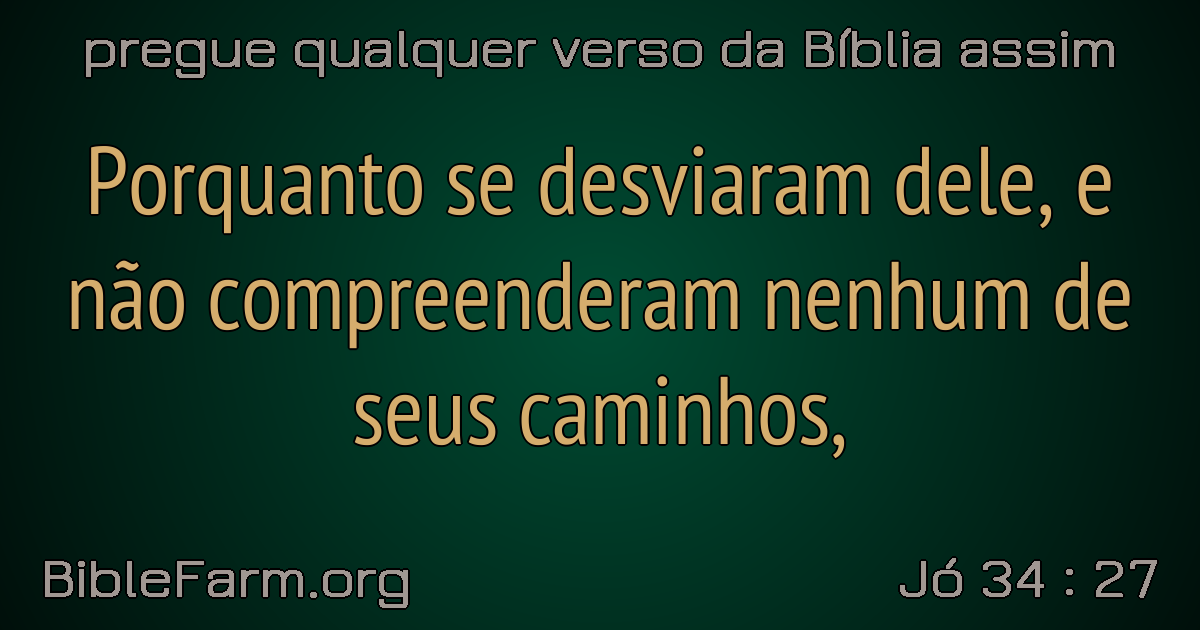 pregue qualquer verso da Bíblia assim
Porquanto se desviaram dele, e
não compreenderam nenhum de
seus caminhos,
BibleFarm.org
Jó 34 : 27